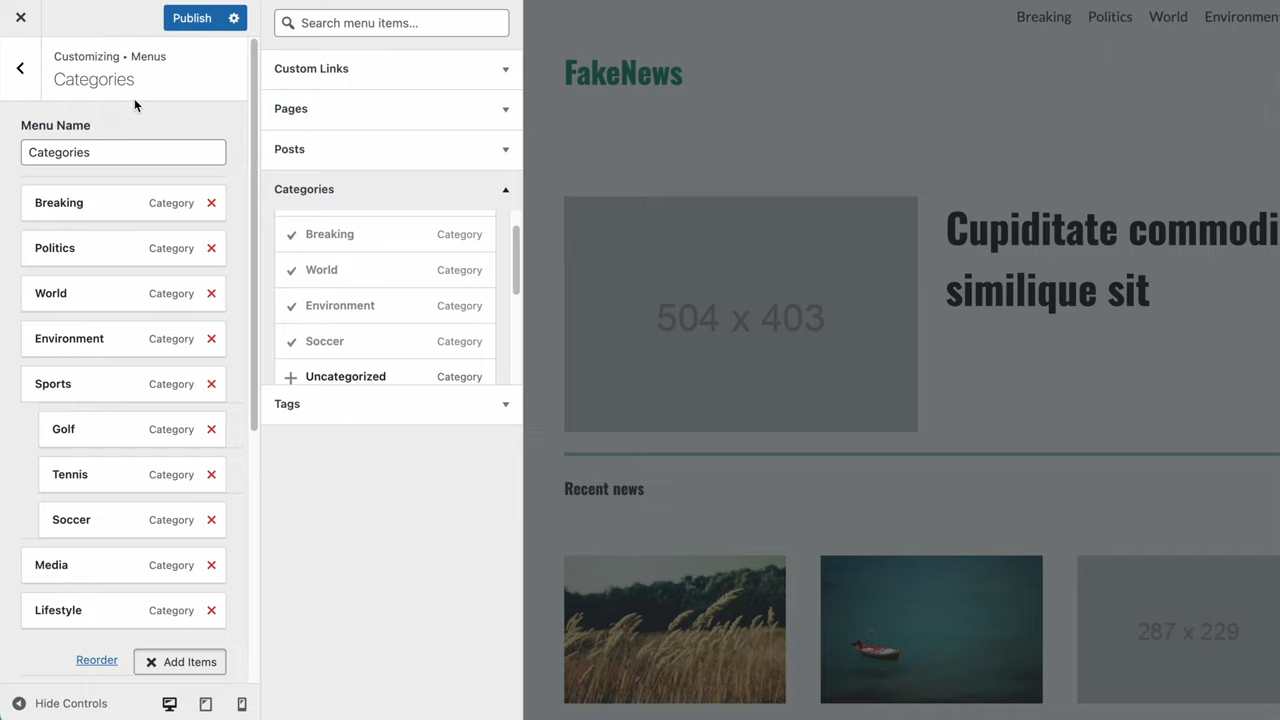 Publish
Customizing • Menus
Categories
Menu Name
Categories
Breaking Category
Politics Category
World Category
Environment Category
Sports Category
Golf Category
Tennis Category
Soccer Category
Media Category
Lifestyle Category
Reorder
Add Items
Hide Controls
Search menu items...
Custom Links
Pages
Posts
Categories
Breaking Category
World Category
Environment Category
Soccer Category
Uncategorized Category
Tags
Breaking Politics World
FakeNews
504 x 403
Cupiditate commodi
similique sit
Recent news
287 x 229